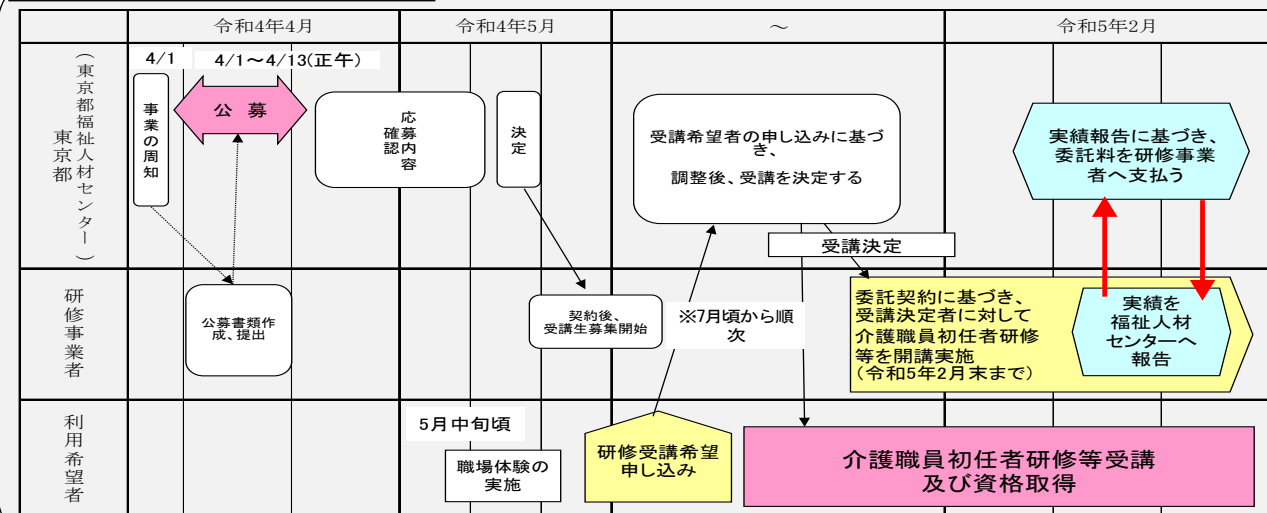 令和4年4月
令和4年5月
～
令和5年2月
東京都
（東京都福祉人材センター）
4/1
4/1～4/13(正午)
事業の周知
公 募
応募内容
確認
決定
受講希望者の申し込みに基づ
き、
調整後、受講を決定する
実績報告に基づき、
委託料を研修事業
者へ支払う
受講決定
研修事業者
公募書類作
成、提出
契約後、
受講生募集開始
※7月頃から順
次
委託契約に基づき、
受講決定者に対して
介護職員初任者研修
等を開講実施
（令和5年2月末まで）
実績を
福祉人材
センターへ
報告
利用希望者
5月中旬頃
職場体験の
実施
研修受講希望
申し込み
介護職員初任者研修等受講
及び資格取得